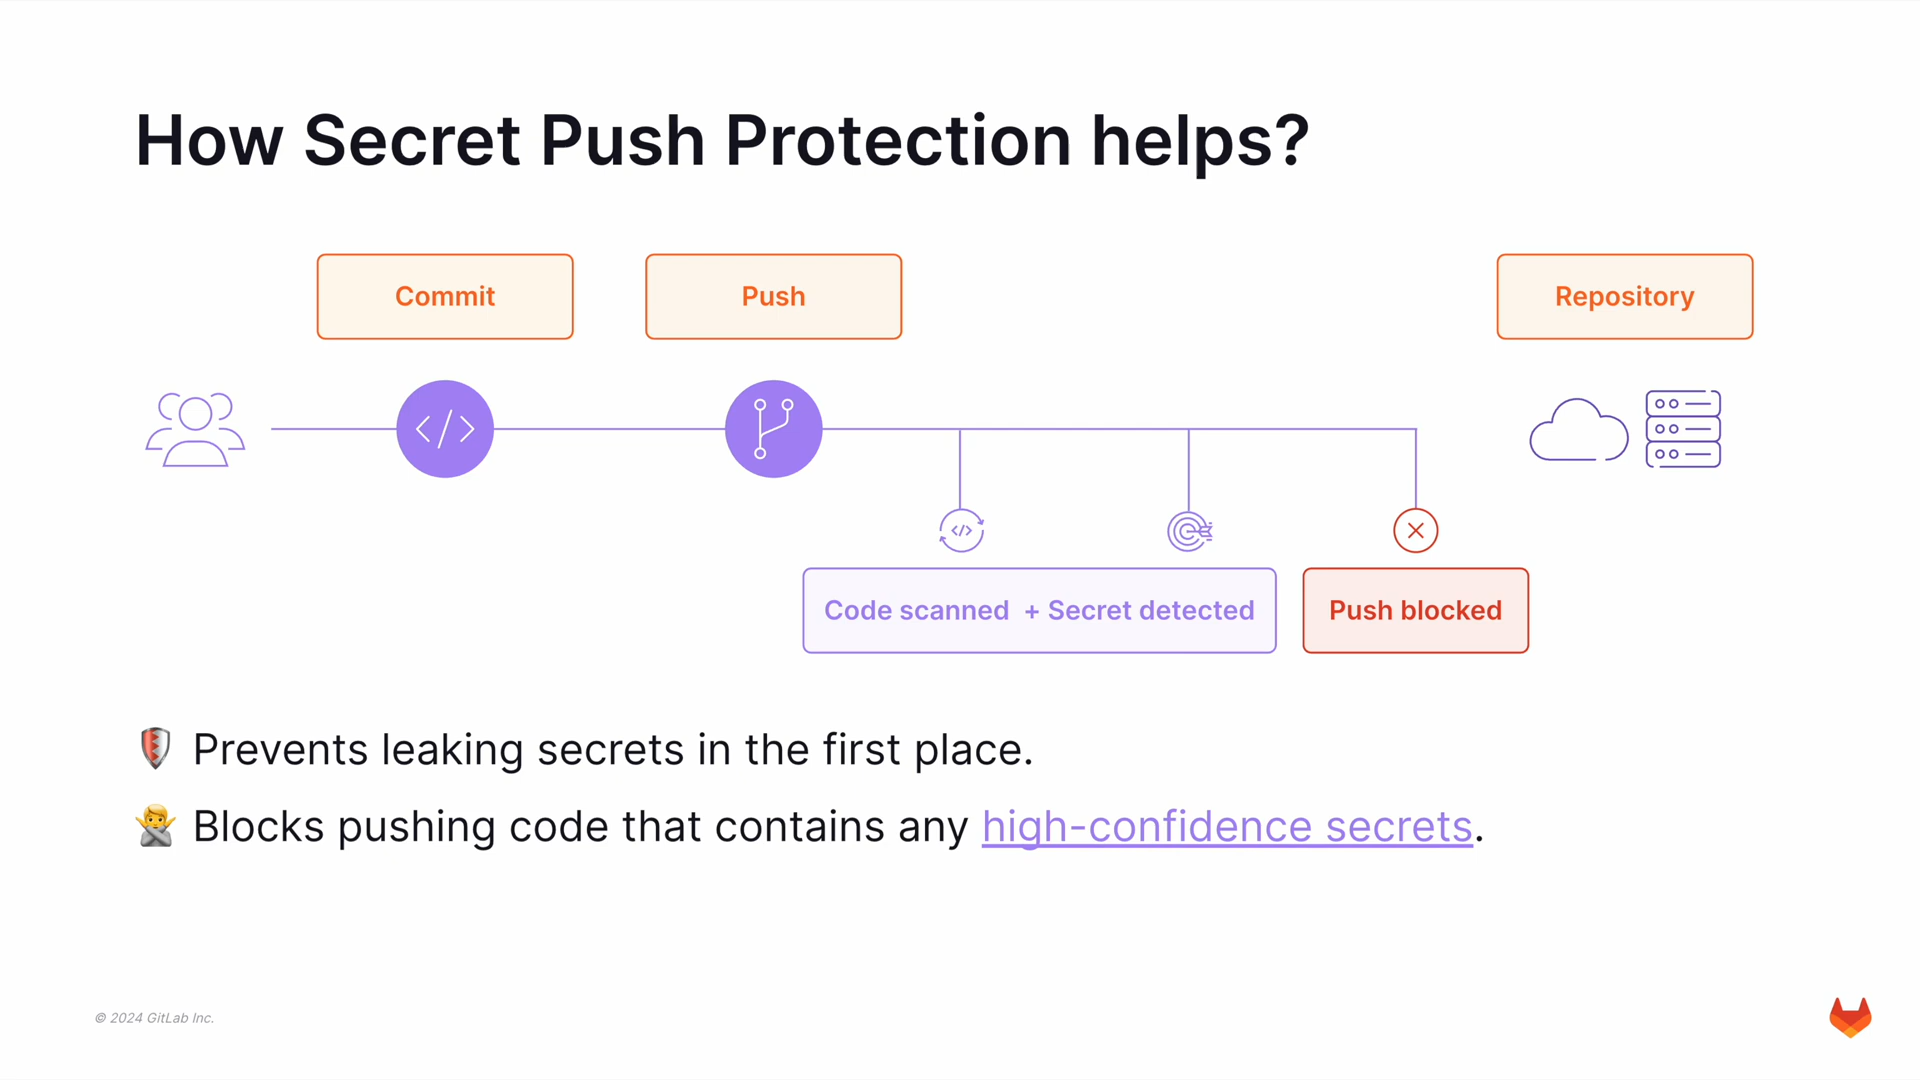 How Secret Push Protection helps?
Commit
Push
Repository
Code scanned + Secret detected
Push blocked
Prevents leaking secrets in the first place.
Blocks pushing code that contains any high-confidence secrets.
© 2024 GitLab Inc.